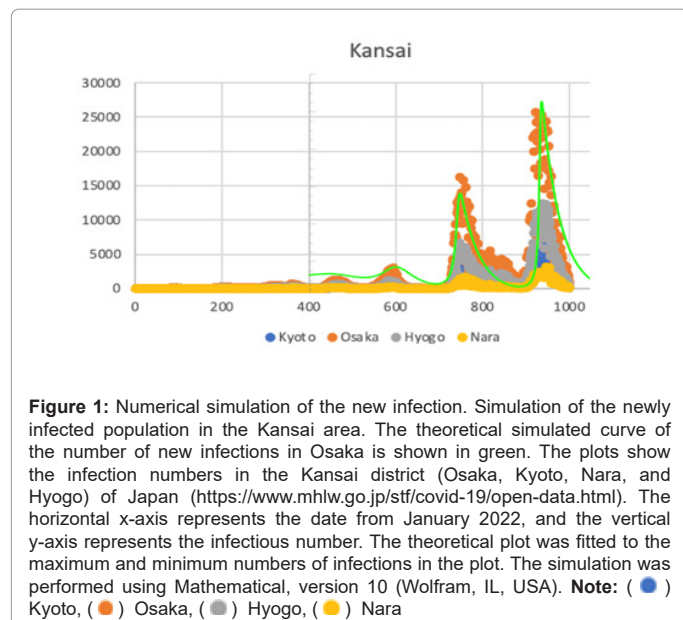 Kansai
30000
25000
20000
15000
10000
5000
0
0 200 400 600 800 1000
Kyoto Osaka Hyogo Nara
Figure 1: Numerical simulation of the new infection. Simulation of the newly
infected population in the Kansai area. The theoretical simulated curve of
the number of new infections in Osaka is shown in green. The plots show
the infection numbers in the Kansai district (Osaka, Kyoto, Nara, and
Hyogo) of Japan (https://www.mhlw.go.jp/stf/covid-19/open-data.html). The
horizontal x-axis represents the date from January 2022, and the vertical
y-axis represents the infectious number. The theoretical plot was fitted to the
maximum and minimum numbers of infections in the plot. The simulation was
performed using Mathematical, version 10 (Wolfram, IL, USA). Note: ( )
Kyoto, ( ) Osaka, ( ) Hyogo, ( ) Nara